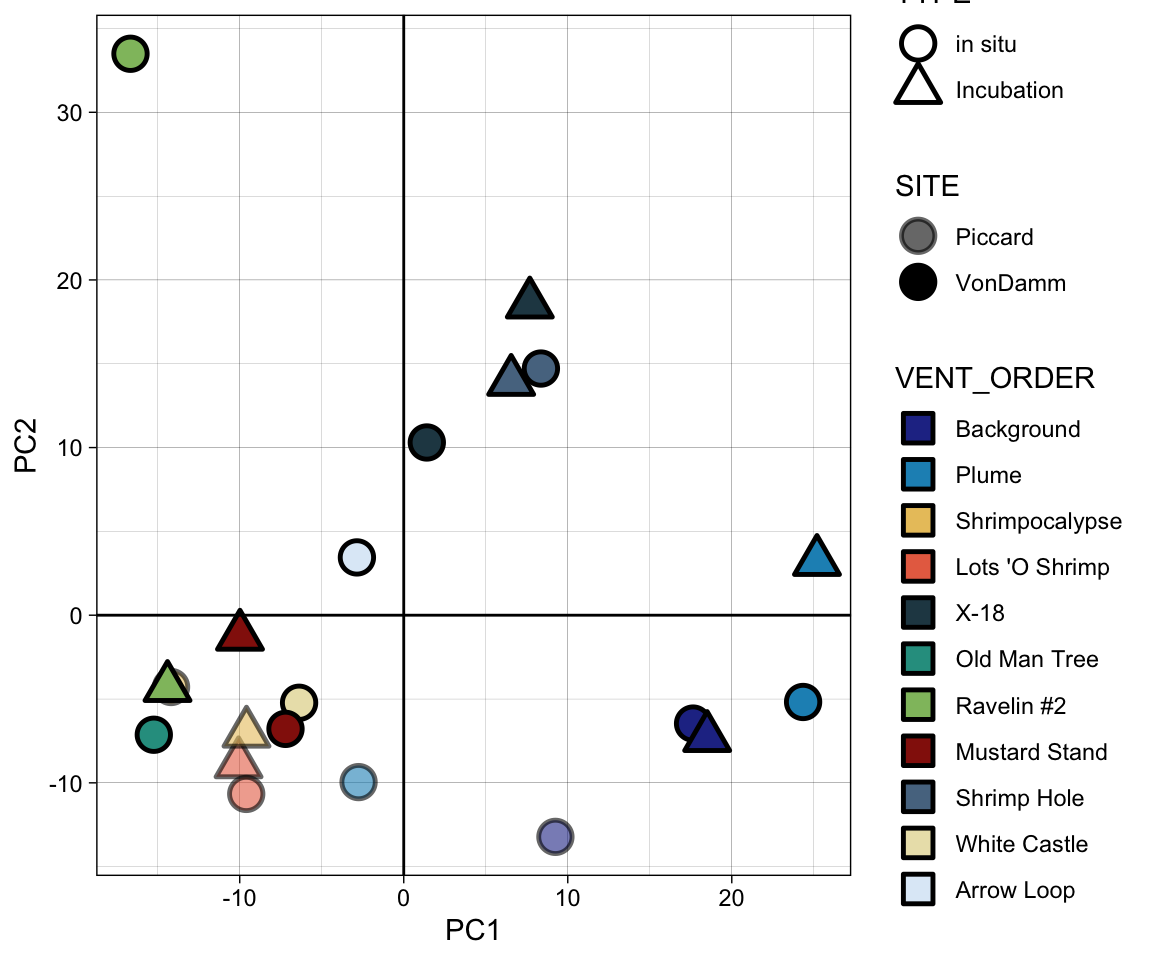 in situ
Incubation
SITE
Piccard
VonDamm
VENT_ORDER
Background
Plume
Shrimpocalypse
Lots 'O Shrimp
X-18
Old Man Tree
Ravelin #2
Mustard Stand
Shrimp Hole
White Castle
Arrow Loop
PC2
30
20
10
0
-10
-10 0 10 20
PC1